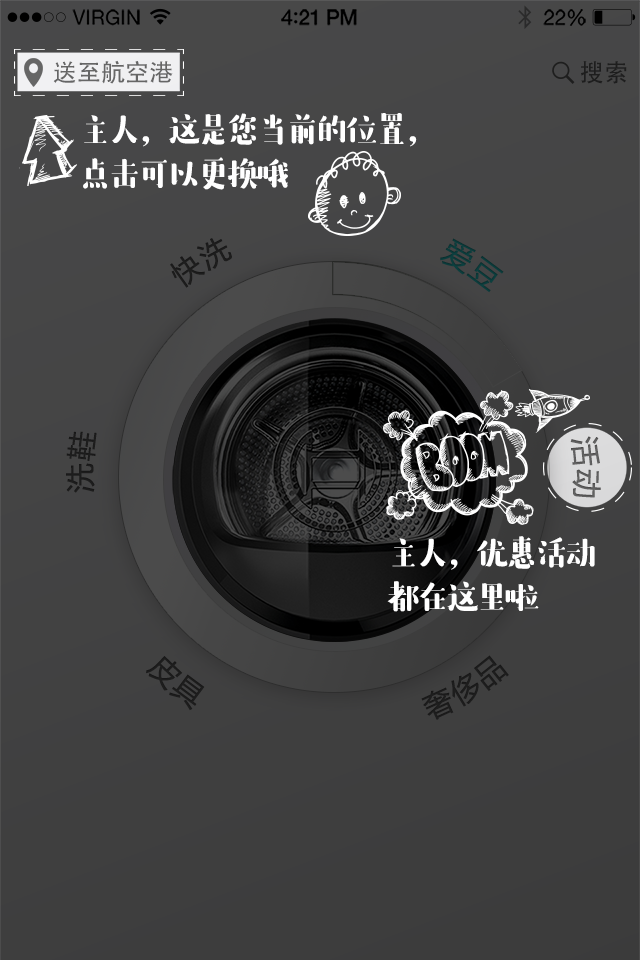 VIRGIN
4:21 PM
22%
送至航空港
搜索
主人，这是您当前的位置，
点击可以更换哦
快洗
爱豆
洗鞋
BOOM
活动
主人，优惠活动
都在这里啦
皮具
奢侈品